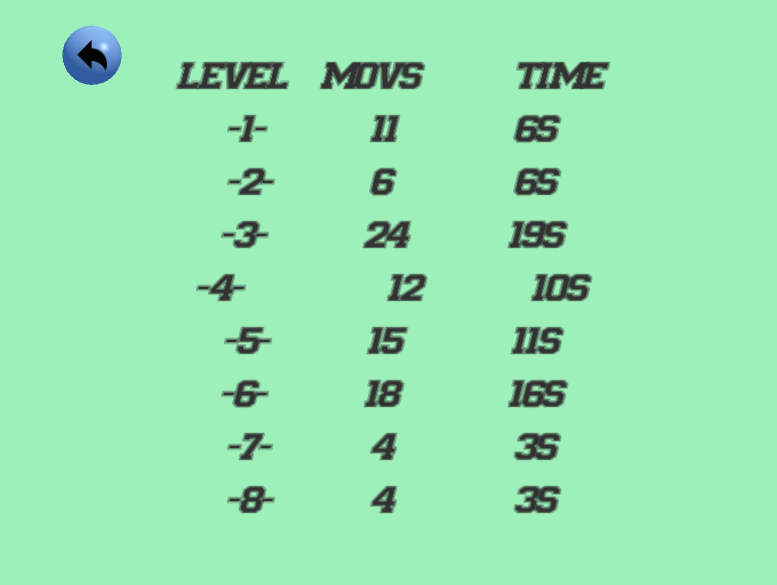 LEVEL MOVS TIME
-1- 11 6S
-2- 6 6S
-3- 24 19S
-4- 12 10S
-5- 15 11S
-6- 18 16S
-7- 4 3S
-8- 4 3S